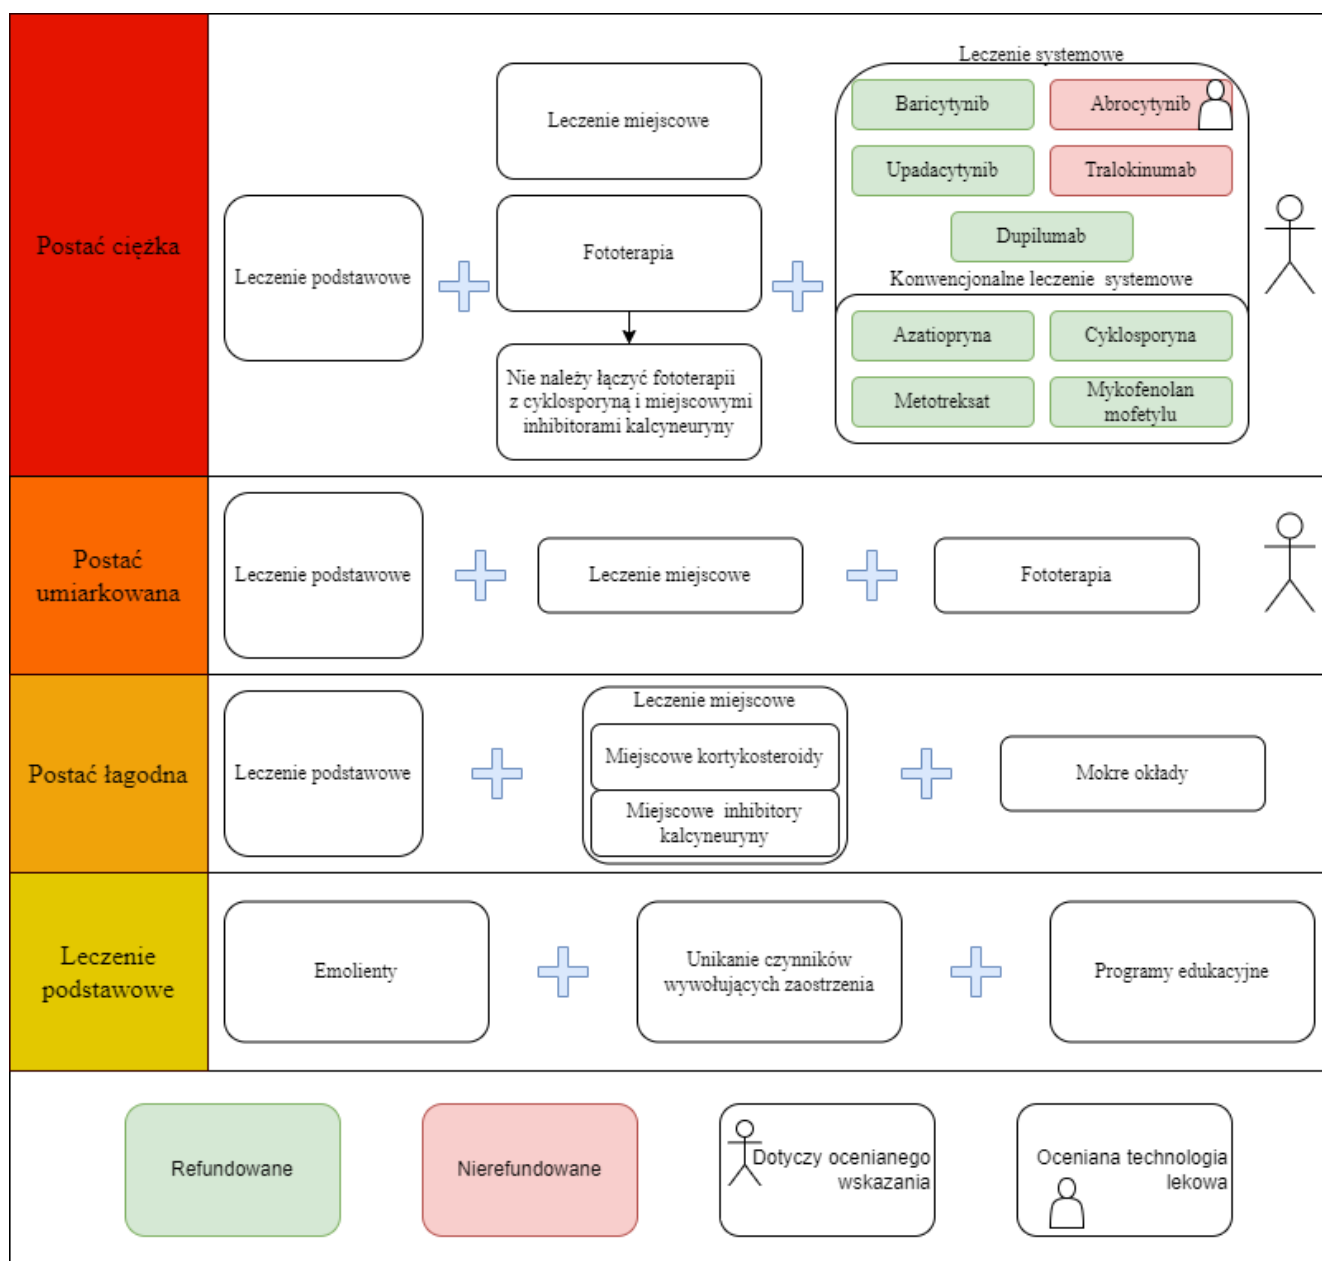 Leczenie systemowe
Baricytynib
Abrocytynib
Leczenie miejscowe
Upadacytynib
Tralokinumab
Postać ciężka
Leczenie podstawowe
Fototerapia
Dupilumab
Konwencjonalne leczenie systemowe
Azatiopryna
Cyklosporyna
Nie należy łączyć fototerapii
z cyklosporyną i miejscowymi
inhibitorami kalcyneuryny
Metotreksat
Mykofenolan
mofetylu
Postać
umiarkowana
Leczenie podstawowe
Leczenie miejscowe
Fototerapia
Postać łagodna
Leczenie podstawowe
Leczenie miejscowe
Miejscowe kortykosteroidy
Miejscowe inhibitory
kalcyneuryny
Mokre okłady
Leczenie
podstawowe
Emolienty
Unikanie czynników
wywołujących zaostrzenia
Programy edukacyjne
Refundowane
Nierefundowane
Dotyczy ocenianego
wskazania
Oceniana technologia
lekowa